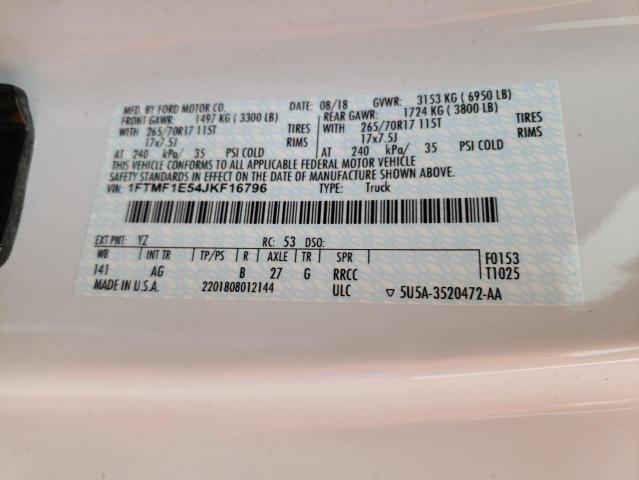 MFD. BY FORD MOTOR CO. DATE: 08/18 GVWR: 3153 KG ( 6950 LB)
FRONT GAWR: 1497 KG ( 3300 LB) REAR GAWR: 1724 KG ( 3800 LB)
WITH 265/70R17 115T TIRES WITH 265/70R17 115T TIRES
17x7.5J RIMS 17x7.5J RIMS
AT 240 kPa/ 35 PSI COLD AT 240 kPa/ 35 PSI COLD
THIS VEHICLE CONFORMS TO ALL APPLICABLE FEDERAL MOTOR VEHICLE
SAFETY STANDARDS IN EFFECT ON THE DATE OF MANUFACTURE SHOWN ABOVE.
VIN: 1FTMF1E54JKF16796 TYPE: Truck
EXT PNT: YZ RC: 53 DSO:
WB INT TR TP/PS R AXLE TR SPR F0153
141 AG B 27 G RRCC T1025
MADE IN U.S.A. 2201808012144 ULC ▽ 5U5A-3520472-AA